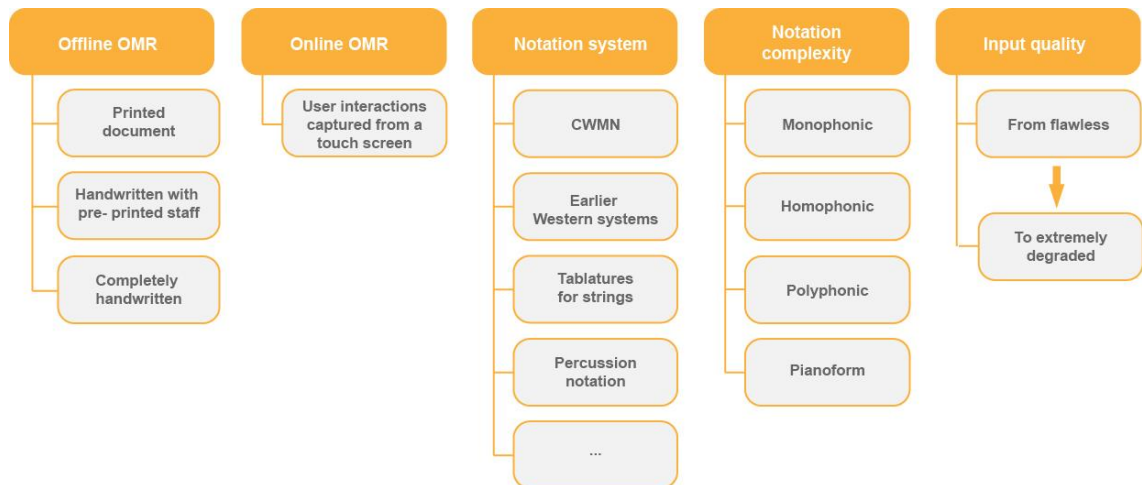 Offline OMR
Printed
document
Handwritten with
pre- printed staff
Completely
handwritten
Online OMR
User interactions
captured from a
touch screen
Notation system
CWMN
Earlier
Western systems
Tablatures
for strings
Percussion
notation
...
Notation
complexity
Monophonic
Homophonic
Polyphonic
Pianoform
Input quality
From flawless
To extremely
degraded